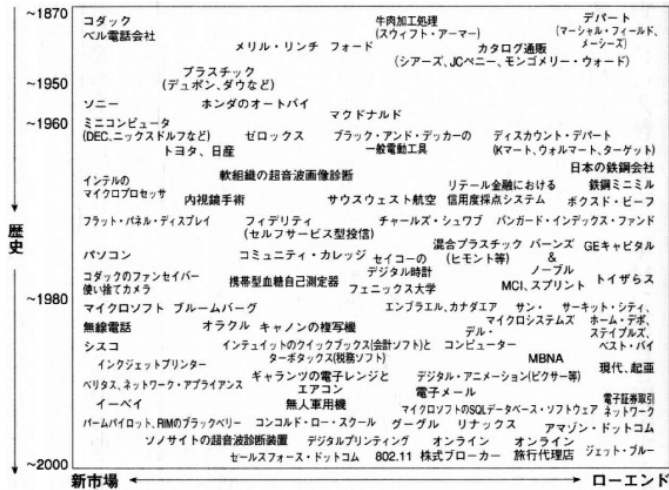 ~1870
コダック
ベル電話会社
牛肉加工処理
(スウィフト・アーマー)
デパート
(マーシャル・フィールド、
メーシーズ)
メリル・リンチ フォード
カタログ通販
(シアーズ、JCペニー、モンゴメリー・ウォード)
プラスチック
(デュポン、ダウなど)
~1950
ソニー
ホンダのオートバイ
マクドナルド
~1960
ミニコンピュータ
(DEC、ニックスドルフなど)
ゼロックス
ブラック・アンド・デッカーの
一般電動工具
ディスカウント・デパート
(Kマート、ウォルマート、ターゲット)
トヨタ、日産
日本の鉄鋼会社
インテルの
マイクロプロセッサ
軟組織の超音波画像診断
内視鏡手術
サウスウェスト航空
リテール金融における
信用度採点システム
鉄鋼ミニミル
ボクスド・ビーフ
フラット・パネル・ディスプレイ
フィデリティ
(セルフサービス型投信)
チャールズ・シュワブ
バンガード・インデックス・ファンド
歴史
パソコン
コミュニティ・カレッジ
セイコーの
デジタル時計
混合プラスチック
(ヒモント等)
バーンズ
&
ノーブル
GEキャピタル
コダックのファンセイバー
使い捨てカメラ
携帯型血糖自己測定器
フェニックス大学
MCI、スプリント
トイザらス
~1980
マイクロソフト ブルームバーグ
エンブラエル、カナダエア
サン・
マイクロシステムズ
サーキット・シティ、
ホーム・デポ、
ステイプルズ、
ベスト・バイ
無線電話
オラクル
キャノンの複写機
デル・
コンピューター
シスコ
インテュイットのクイックブックス(会計ソフト)と
ターボタックス(税務ソフト)
インクジェットプリンター
MBNA
現代、起亜
ベリタス、ネットワーク・アプライアンス
ギャランツの電子レンジと
エアコン
デジタル・アニメーション(ピクサー等)
電子メール
電子証券取引
ネットワーク
イーベイ
無人軍用機
マイクロソフトのSQLデータベース・ソフトウェア
パームパイロット、RIMのブラックベリー
コンコルド・ロー・スクール
グーグル
リナックス
アマゾン・ドットコム
ソノサイトの超音波診断装置
デジタルプリンティング
オンライン
株式ブローカー
オンライン
旅行代理店
ジェット・ブルー
セールスフォース・ドットコム
802.11
~2000
新市場
ローエンド